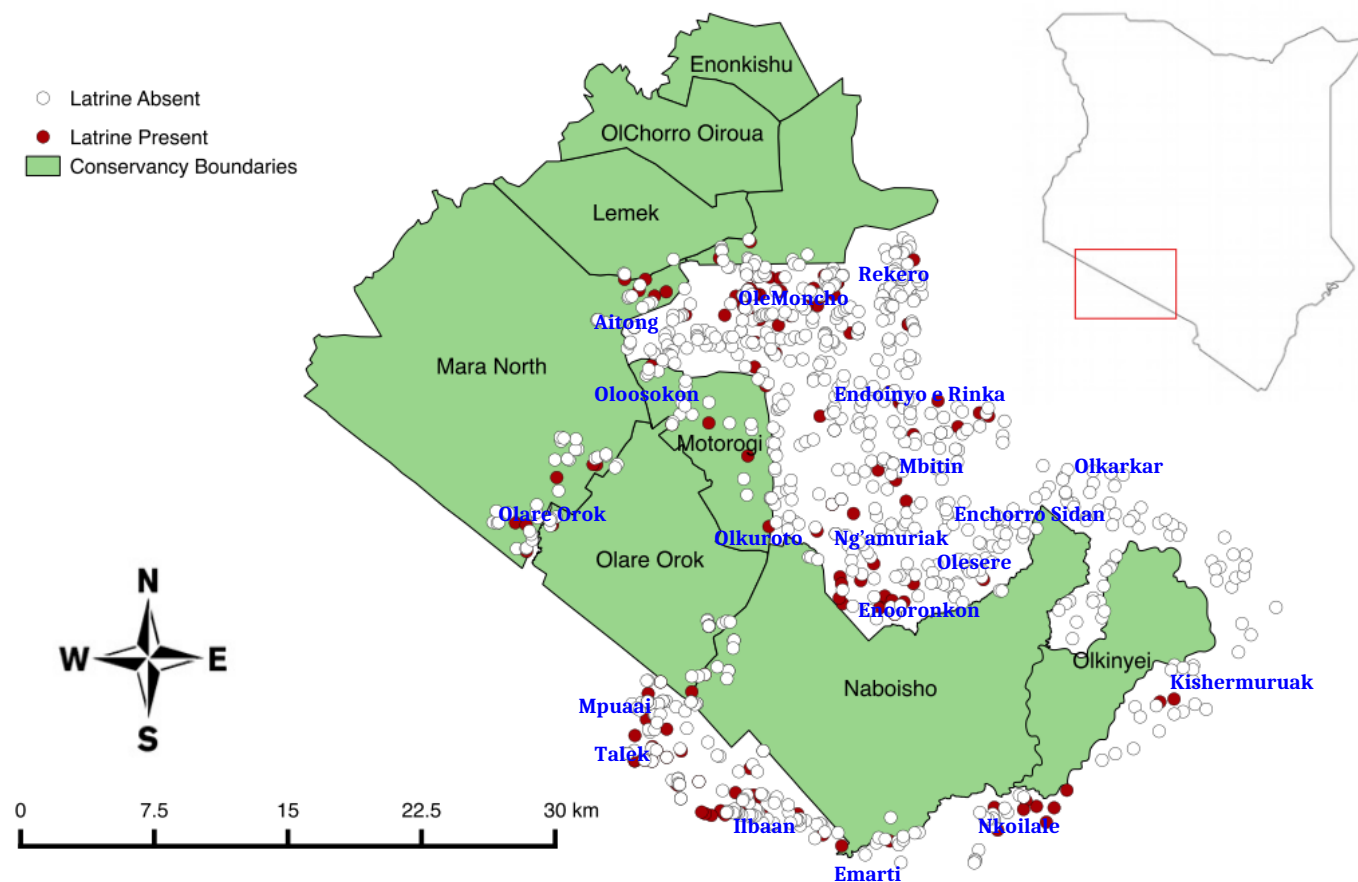 Enonkishu
Latrine Absent
OlChorro Oiroua
Latrine Present
Conservancy Boundaries
Lemek
Rekero
OleMoncho
Aitong
Mara North
Oloosokon
Endoinyo e Rinka
Motorogi
Mbitin
Olkarkar
Olare Orok
Enchorro Sidan
Olkuroto
Ng'amuriak
Olare Orok
Olesere
N
Enooronkon
W
E
Olkinyei
Kishermuruak
Naboisho
Mpuaai
S
Talek
0
7.5
15
22.5
30 km
Ilbaan
Nkoilale
Emarti